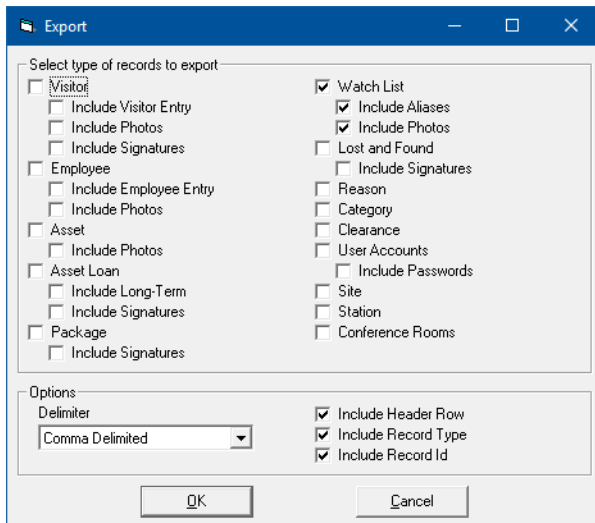 Export
Select type of records to export
Visitor
Include Visitor Entry
Include Photos
Include Signatures
Employee
Include Employee Entry
Include Photos
Asset
Include Photos
Asset Loan
Include Long-Term
Include Signatures
Package
Include Signatures
Watch List
Include Aliases
Include Photos
Lost and Found
Include Signatures
Reason
Category
Clearance
User Accounts
Include Passwords
Site
Station
Conference Rooms
Options
Delimiter
Comma Delimited
Include Header Row
Include Record Type
Include Record Id
OK
Cancel